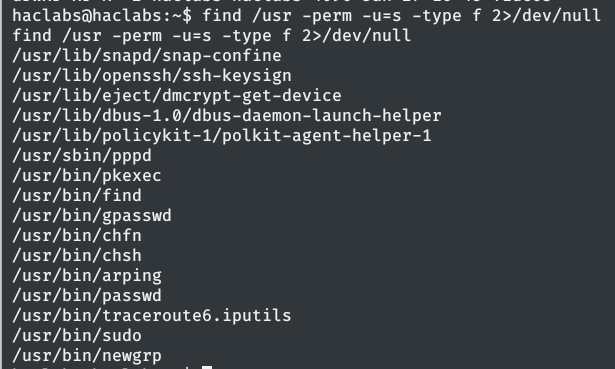 haclabs@haclabs:~$ find /usr -perm -u=s -type f 2>/dev/null
find /usr -perm -u=s -type f 2>/dev/null
/usr/lib/snapd/snap-confine
/usr/lib/openssh/ssh-keysign
/usr/lib/eject/dmcrypt-get-device
/usr/lib/dbus-1.0/dbus-daemon-launch-helper
/usr/lib/policykit-1/polkit-agent-helper-1
/usr/sbin/pppd
/usr/bin/pkexec
/usr/bin/find
/usr/bin/gpasswd
/usr/bin/chfn
/usr/bin/chsh
/usr/bin/arping
/usr/bin/passwd
/usr/bin/traceroute6.iputils
/usr/bin/sudo
/usr/bin/newgrp